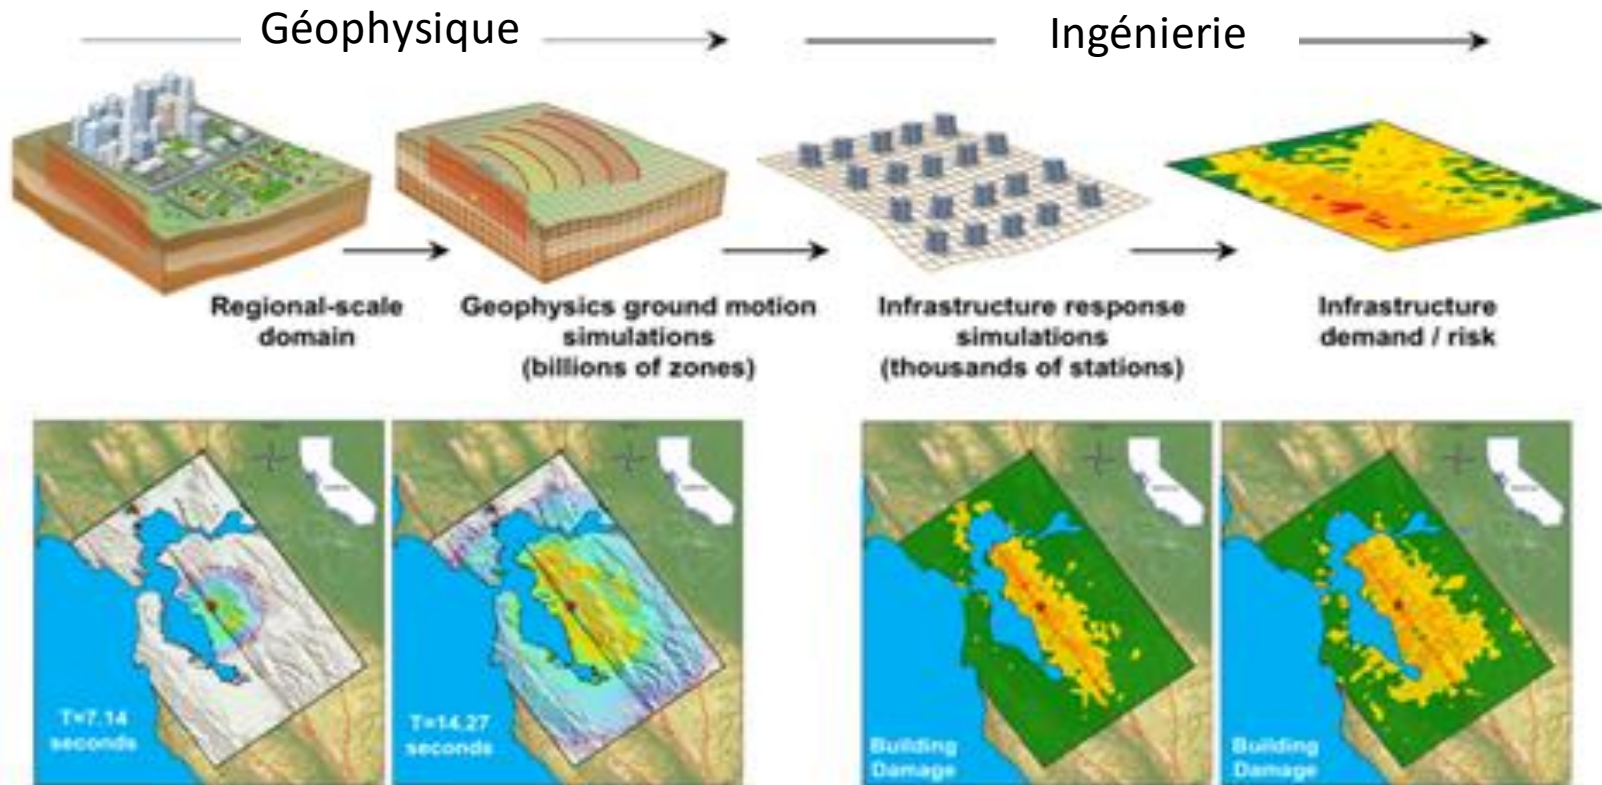 Géophysique
Ingénierie
Regional-scale
domain
Geophysics ground motion
simulations
(billions of zones)
Infrastructure response
simulations
(thousands of stations)
Infrastructure
demand / risk
T=7.14
seconds
T=14.27
seconds
Building
Damage
Building
Damage